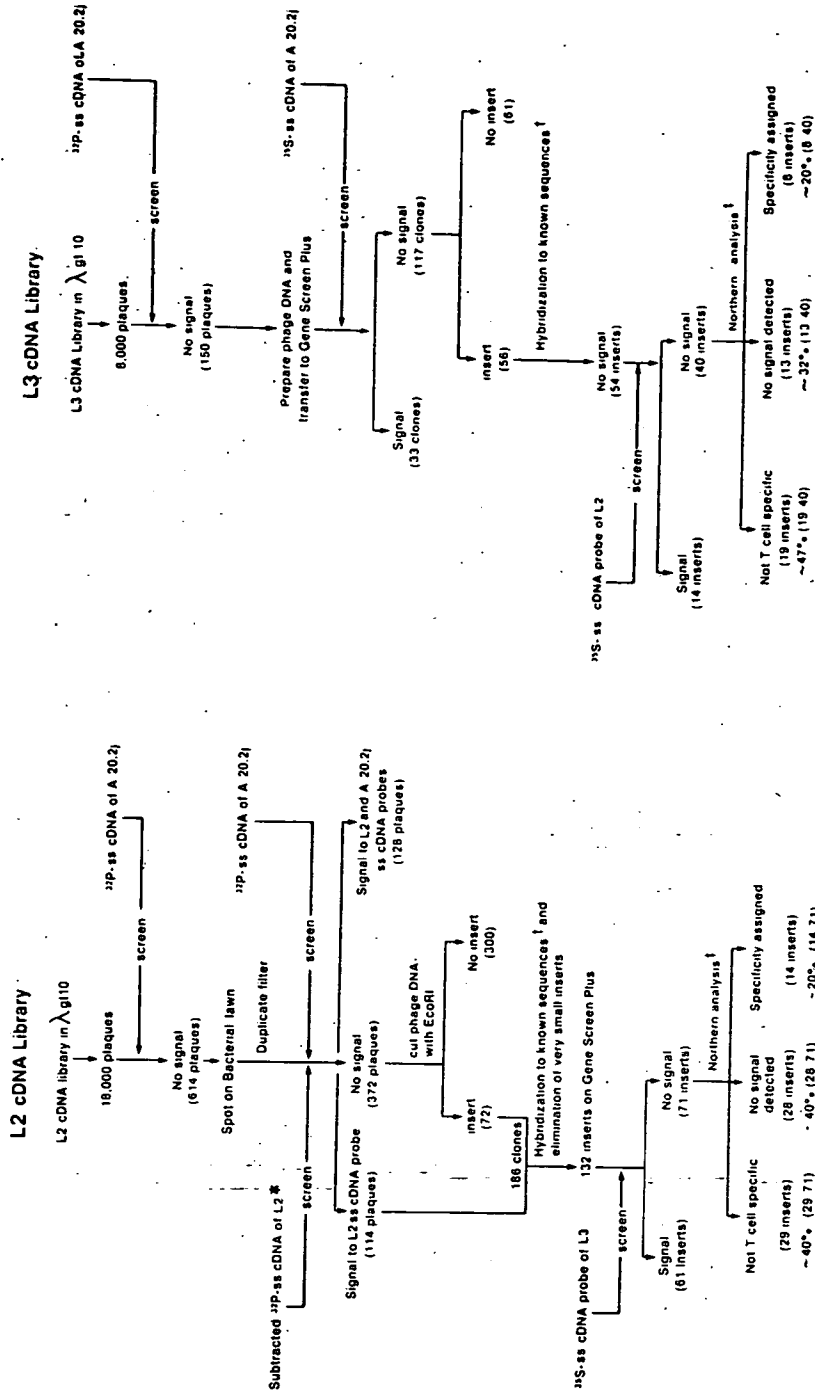 L2 cDNA Library
L2 cDNA library in λ gt10
³²P-ss cDNA of A 20.2j
screen
18,000 plaques
No signal
(614 plaques)
Spot on Bacterial lawn
Duplicate filter
Subtracted ³²P-ss cDNA of L2*
³²P-ss cDNA of A 20.2j
screen
screen
Signal to L2 ss cDNA probe
(114 plaques)
No signal
(372 plaques)
Signal to L2 and A 20.2j
ss cDNA probes
(128 plaques)
cut phage DNA-
with EcoRI
insert
(72)
No insert
(300)
186 clones
Hybridization to known sequences † and
elimination of very small inserts
132 inserts on Gene Screen Plus
³⁵S-ss cDNA probe of L3
screen
Signal
(61 Inserts)
No signal
(71 inserts)
Northern analysis †
Not T cell specific
(29 inserts)
~40% (29 71)
No signal
detected
(28 inserts)
- 40% (28 71)
Specificity assigned
(14 inserts)
~20% (14 71)
L3 cDNA Library
L3 cDNA Library in λ gt 10
³²P-ss cDNA of A 20.2j
screen
No signal
(150 plaques)
Prepare phage DNA and
transfer to Gene Screen Plus
³⁵S-ss cDNA of A 20.2j
screen
Signal
(33 clones)
No signal
(117 clones)
insert
(56)
No insert
(61)
Hybridization to known sequences †
No signal
(54 inserts)
³⁵S-ss cDNA probe of L2
screen
Signal
(14 inserts)
No signal
(40 inserts)
Northern analysis †
Not T cell specific
(19 inserts)
~47% (19 40)
No signal detected
(13 inserts)
~32% (13 40)
Specificity assigned
(8 inserts)
~20% (8 40)